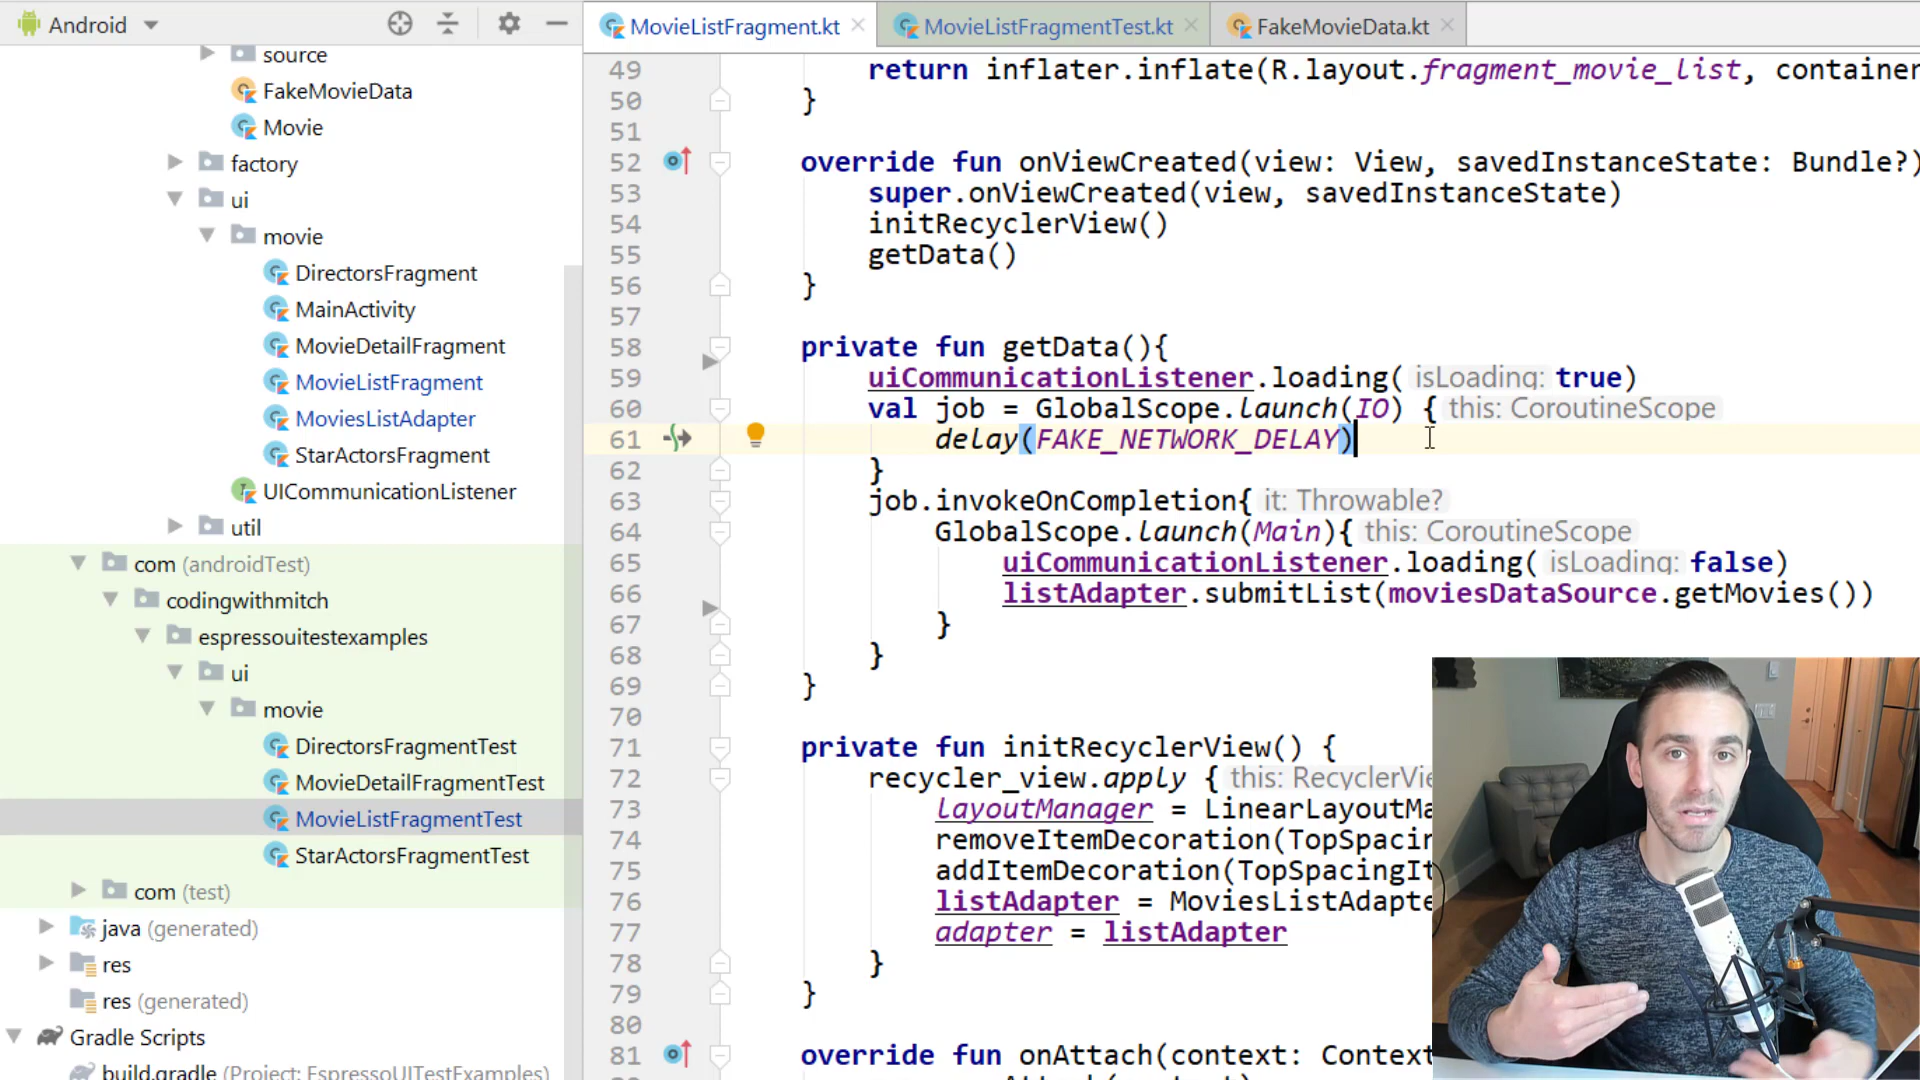 Android
source
FakeMovieData
Movie
factory
ui
movie
DirectorsFragment
MainActivity
MovieDetailFragment
MovieListFragment
MoviesListAdapter
StarActorsFragment
UICommunicationListener
util
com (androidTest)
codingwithmitch
espressouitestexamples
ui
movie
DirectorsFragmentTest
MovieDetailFragmentTest
MovieListFragmentTest
StarActorsFragmentTest
com (test)
java (generated)
res
res (generated)
Gradle Scripts
build.gradle (Project: EspressoUITestExamples)
MovieListFragment.kt
MovieListFragmentTest.kt
FakeMovieData.kt
49 return inflater.inflate(R.layout.fragment_movie_list, container
50 }
51
52 override fun onViewCreated(view: View, savedInstanceState: Bundle?)
53 super.onViewCreated(view, savedInstanceState)
54 initRecyclerView()
55 getData()
56 }
57
58 private fun getData(){
59 uiCommunicationListener.loading( isLoading: true)
60 val job = GlobalScope.launch(IO) { this: CoroutineScope
61 delay(FAKE_NETWORK_DELAY)
62 }
63 job.invokeOnCompletion{ it: Throwable?
64 GlobalScope.launch(Main){ this: CoroutineScope
65 uiCommunicationListener.loading( isLoading: false)
66 listAdapter.submitList(moviesDataSource.getMovies())
67 }
68 }
69 }
70
71 private fun initRecyclerView() {
72 recycler_view.apply { this: RecyclerVie
73 layoutManager = LinearLayoutMa
74 removeItemDecoration(TopSpacin
75 addItemDecoration(TopSpacingIt
76 listAdapter = MoviesListAdapte
77 adapter = listAdapter
78 }
79 }
80
81 override fun onAttach(context: Context